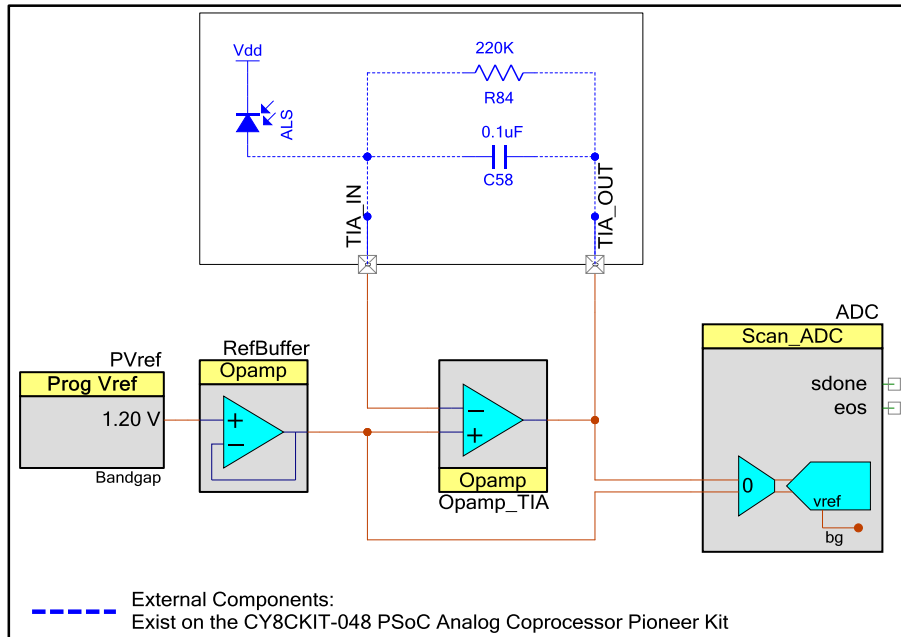 Vdd
ALS
220K
R84
0.1uF
C58
TIA_IN
TIA_OUT
PVref
Prog Vref
1.20 V
Bandgap
RefBuffer
Opamp
+
−
−
+
Opamp
Opamp_TIA
ADC
Scan_ADC
sdone
eos
0
vref
bg
External Components:
Exist on the CY8CKIT-048 PSoC Analog Coprocessor Pioneer Kit